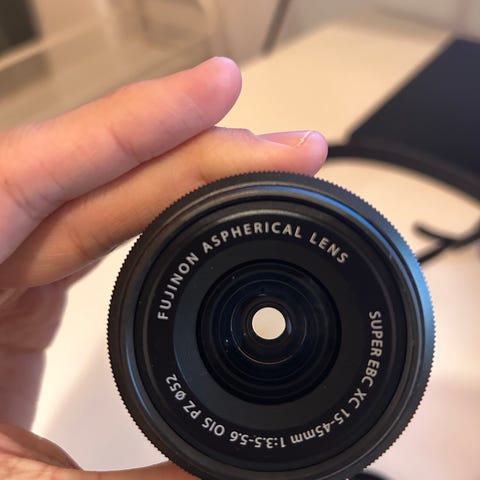 FUJINON ASPHERICAL LENS
SUPER EBC XC 15-45mm 1:3.5-5.6 OIS PZ ø52